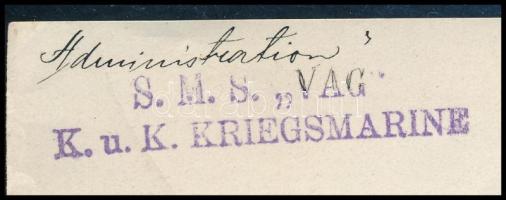 Administration"
S. M. S. „VAG"
K. u. K. KRIEGSMARINE